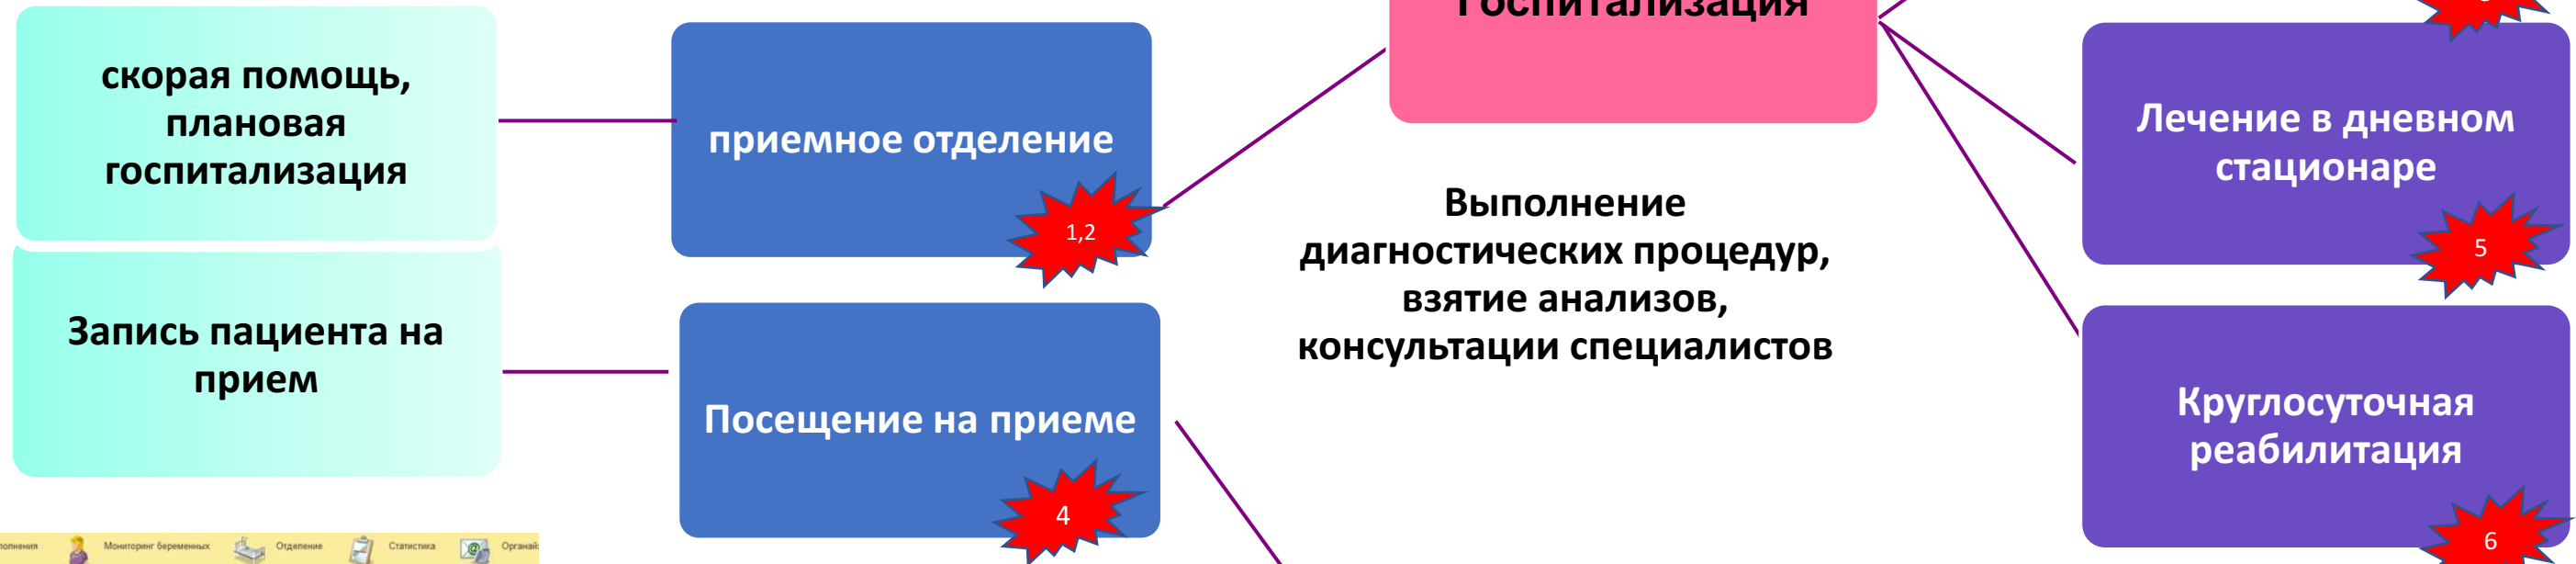 Госпитализация
скорая помощь,
плановая
госпитализация
приемное отделение
1,2
Лечение в дневном
стационаре
5
Выполнение
диагностических процедур,
взятие анализов,
консультации специалистов
Запись пациента на
прием
Посещение на приеме
4
Круглосуточная
реабилитация
6
Мониторинг беременных
Отделение
Статистика